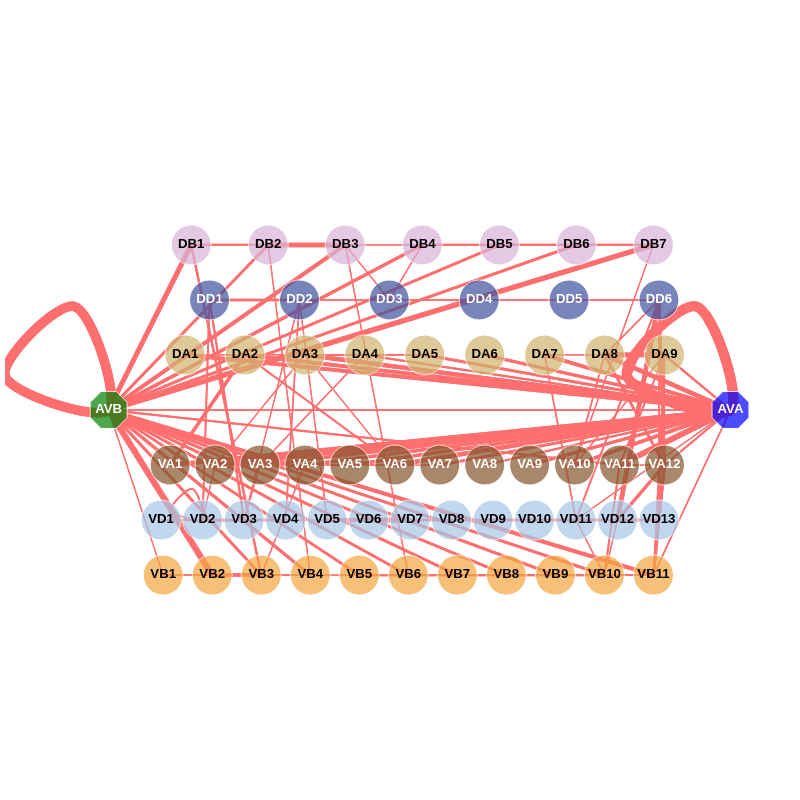 DB1 DB2 DB3 DB4 DB5 DB6 DB7
DD1 DD2 DD3 DD4 DD5 DD6
DA1 DA2 DA3 DA4 DA5 DA6 DA7 DA8 DA9
AVB AVA
VA1 VA2 VA3 VA4 VA5 VA6 VA7 VA8 VA9 VA10 VA11 VA12
VD1 VD2 VD3 VD4 VD5 VD6 VD7 VD8 VD9 VD10 VD11 VD12 VD13
VB1 VB2 VB3 VB4 VB5 VB6 VB7 VB8 VB9 VB10 VB11